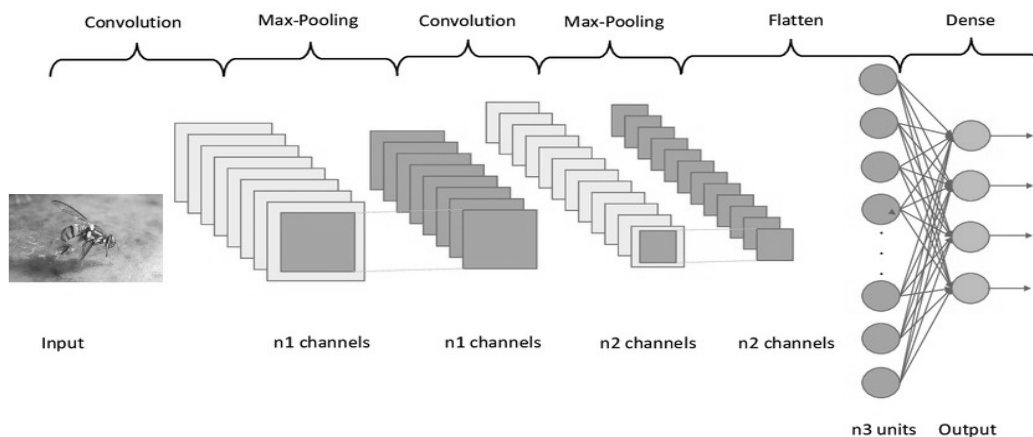 Convolution Max-Pooling Convolution Max-Pooling Flatten Dense
Input n1 channels n1 channels n2 channels n2 channels
n3 units Output